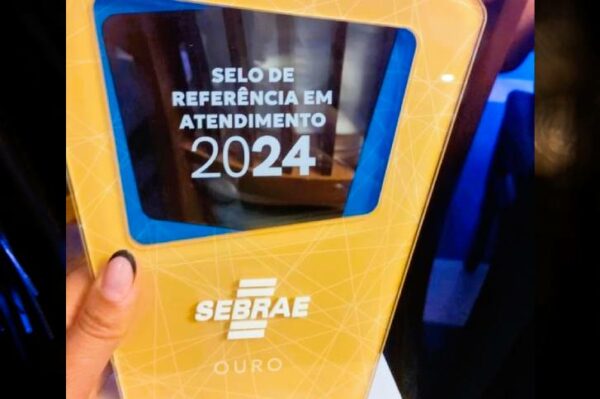 SELO DE
REFERÊNCIA EM
ATENDIMENTO
2024
SEBRAE
OURO